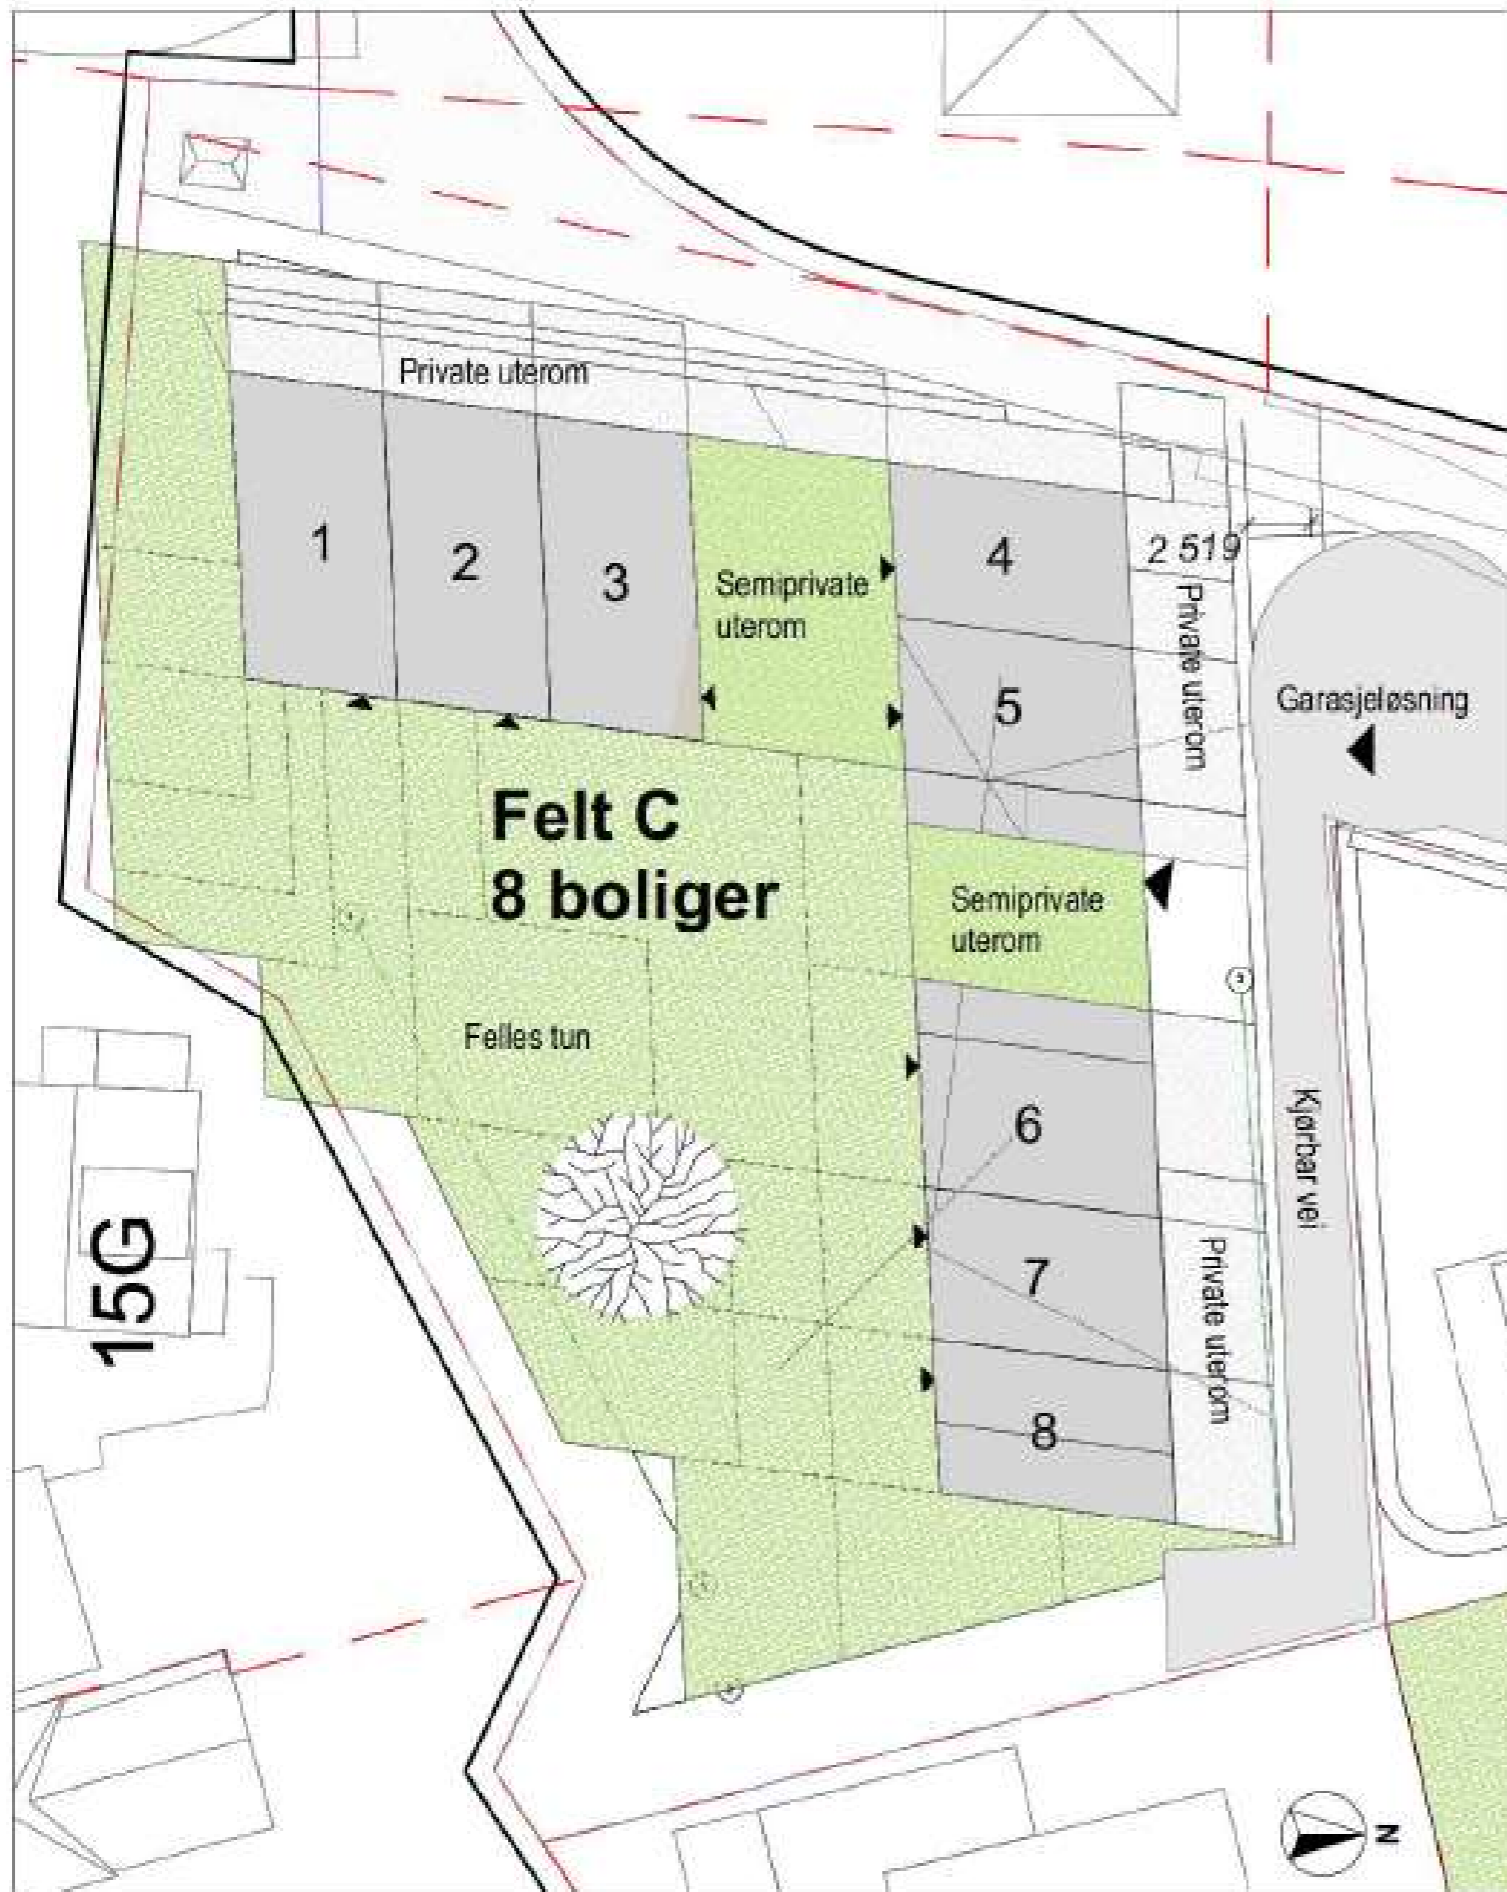 Private uterom
1
2
3
Semiprivate
uterom
4
2 519
5
Private uterom
Garasjeløsning
Felt C
8 boliger
Semiprivate
uterom
Felles tun
6
Kjørbar vei
15G
7
Private uterom
8
N